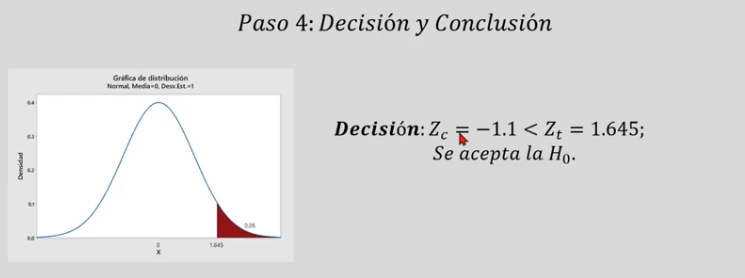 Paso 4: Decisión y Conclusión
Gráfica de distribución
Normal, Media=0, Desv.Est.=1
0.4
0.3
0.2
0.1
0.0
Densidad
0.05
0
1.645
X
Decisión: Z_c = −1.1 < Z_t = 1.645;
Se acepta la H_0.